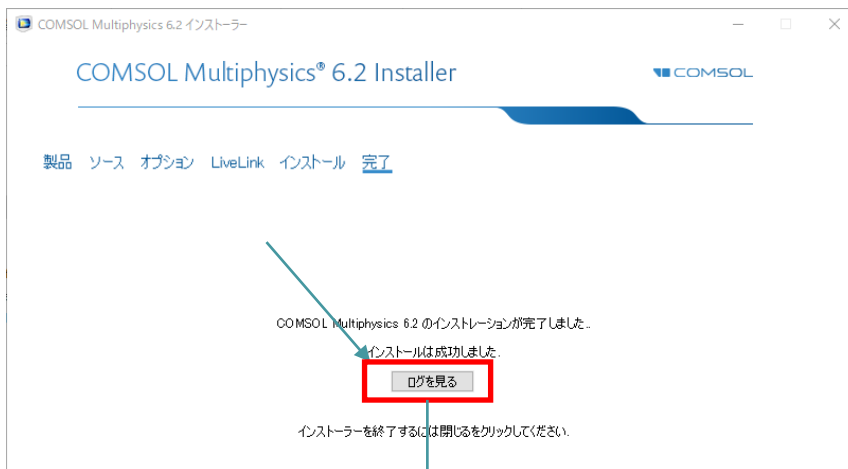 COMSOL Multiphysics 6.2 インストーラー
COMSOL Multiphysics® 6.2 Installer
COMSOL
製品 ソース オプション LiveLink インストール 完了
COMSOL Multiphysics 6.2 のインストレーションが完了しました..
インストールは成功しました.
ログを見る
インストーラーを終了するには閉じるをクリックしてください.